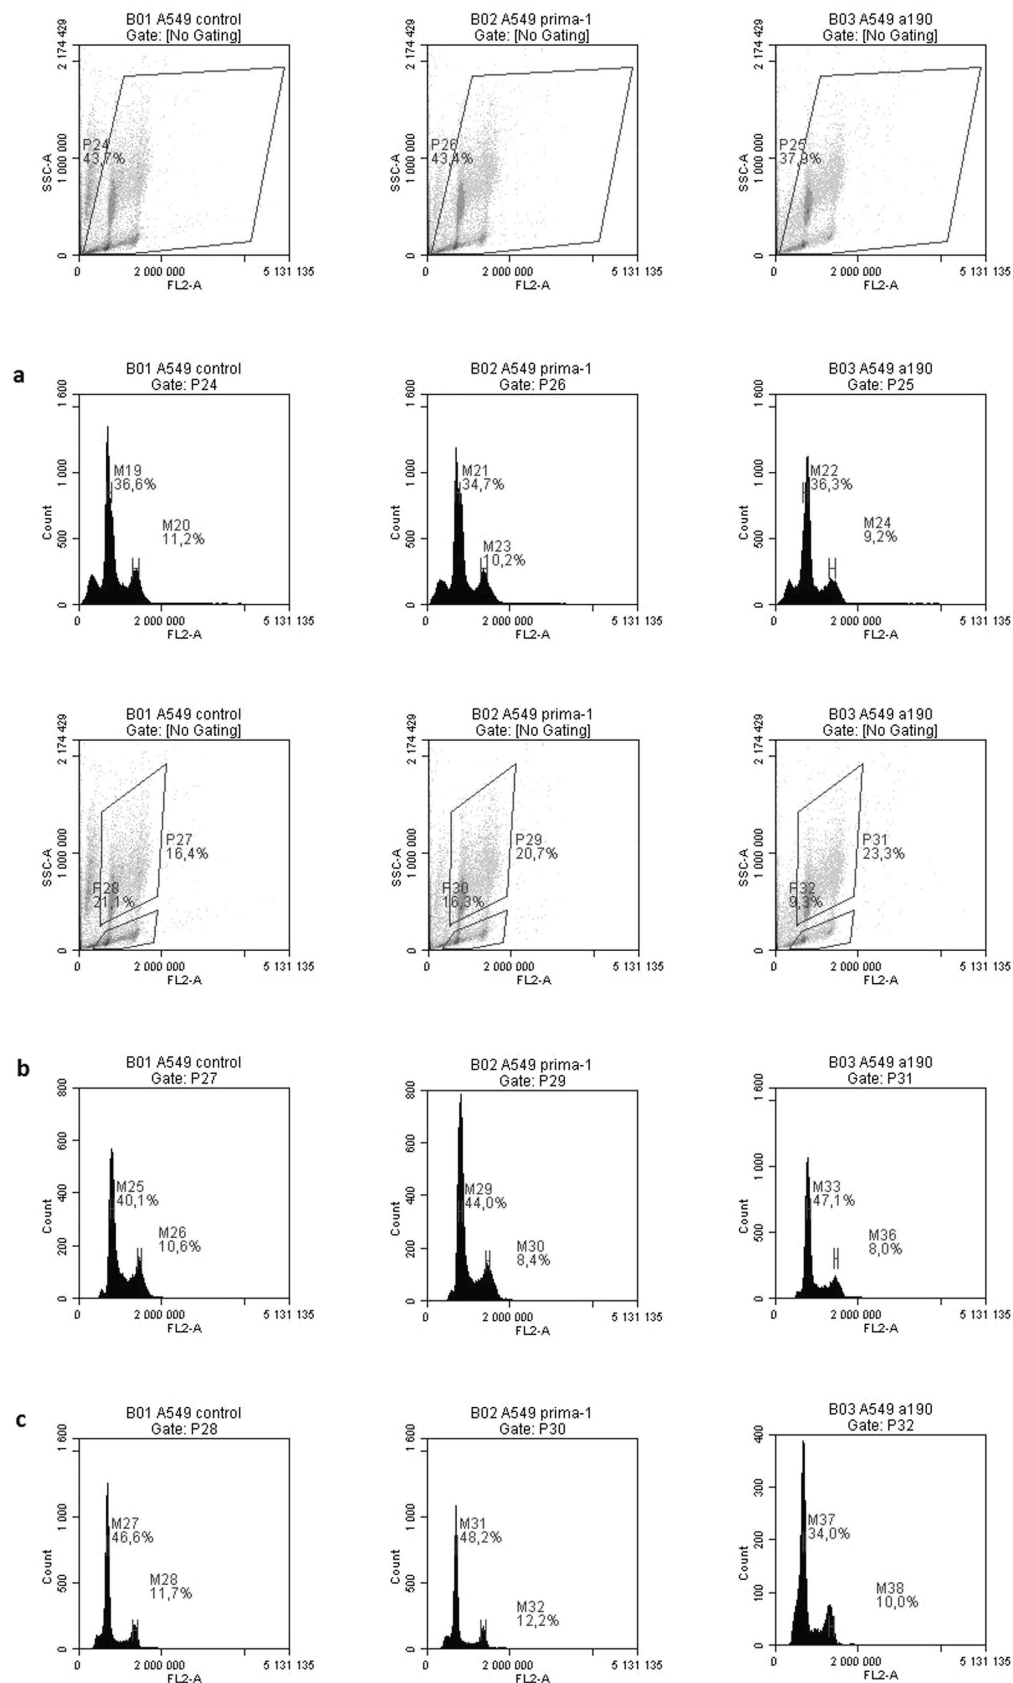 B01 A549 control
Gate: [No Gating]
2 174 429
SSC-A
1 000 000
0
P24
43,7%
0
2 000 000
5 131 135
FL2-A
B02 A549 prima-1
Gate: [No Gating]
2 174 429
SSC-A
1 000 000
0
P26
43,4%
0
2 000 000
5 131 135
FL2-A
B03 A549 a190
Gate: [No Gating]
2 174 429
SSC-A
1 000 000
0
P25
37,9%
0
2 000 000
5 131 135
FL2-A
a
B01 A549 control
Gate: P24
1 600
1 000
Count
500
0
M19
36,6%
M20
11,2%
0
2 000 000
5 131 135
FL2-A
B02 A549 prima-1
Gate: P26
1 600
1 000
Count
500
0
M21
34,7%
M23
10,2%
0
2 000 000
5 131 135
FL2-A
B03 A549 a190
Gate: P25
1 600
1 000
Count
500
0
M22
36,3%
M24
9,2%
0
2 000 000
5 131 135
FL2-A
B01 A549 control
Gate: [No Gating]
2 174 429
SSC-A
1 000 000
0
P27
16,4%
P28
21,1%
0
2 000 000
5 131 135
FL2-A
B02 A549 prima-1
Gate: [No Gating]
2 174 429
SSC-A
1 000 000
0
P29
20,7%
P30
16,3%
0
2 000 000
5 131 135
FL2-A
B03 A549 a190
Gate: [No Gating]
2 174 429
SSC-A
1 000 000
0
P31
23,3%
P32
9,3%
0
2 000 000
5 131 135
FL2-A
b
B01 A549 control
Gate: P27
800
600
400
Count
200
0
M25
40,1%
M26
10,6%
0
2 000 000
5 131 135
FL2-A
B02 A549 prima-1
Gate: P29
800
600
400
Count
200
0
M29
44,0%
M30
8,4%
0
2 000 000
5 131 135
FL2-A
B03 A549 a190
Gate: P31
1 600
1 000
Count
500
0
M33
47,1%
M36
8,0%
0
2 000 000
5 131 135
FL2-A
c
B01 A549 control
Gate: P28
1 600
1 000
Count
500
0
M27
46,6%
M28
11,7%
0
2 000 000
5 131 135
FL2-A
B02 A549 prima-1
Gate: P30
1 600
1 000
Count
500
0
M31
48,2%
M32
12,2%
0
2 000 000
5 131 135
FL2-A
B03 A549 a190
Gate: P32
400
300
200
Count
100
0
M37
34,0%
M38
10,0%
0
2 000 000
5 131 135
FL2-A